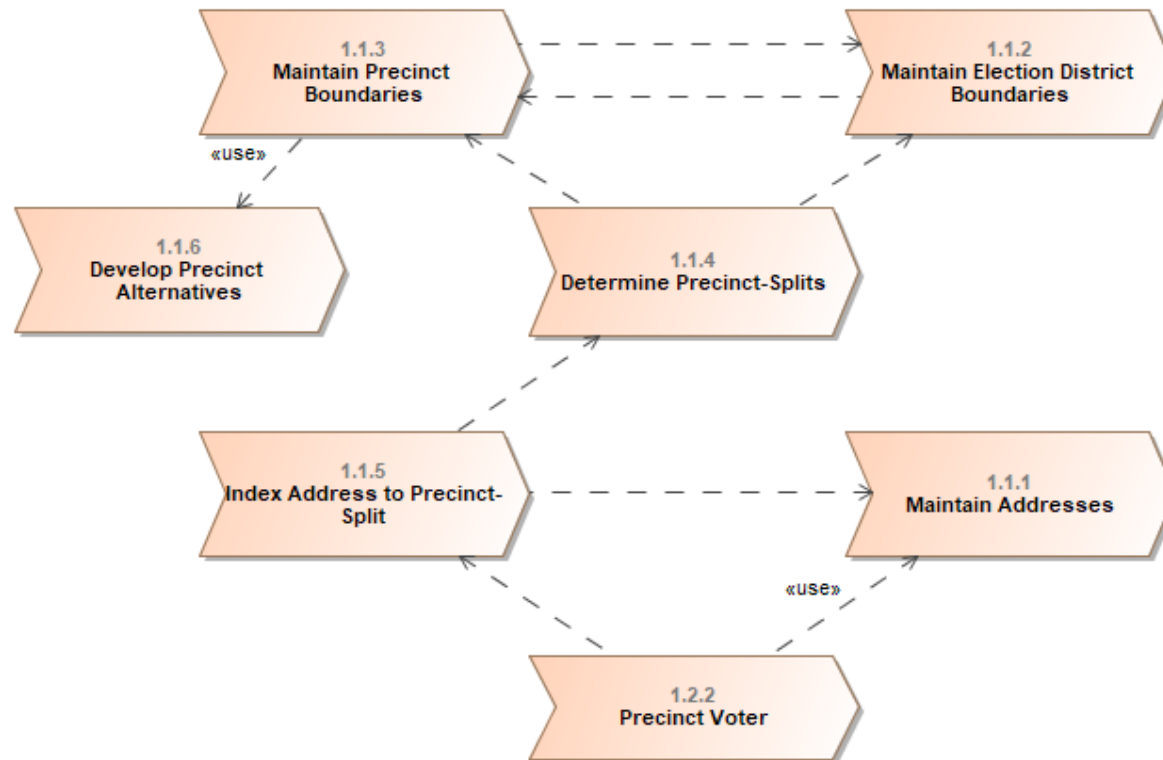 1.1.3
Maintain Precinct
Boundaries
1.1.2
Maintain Election District
Boundaries
«use»
1.1.6
Develop Precinct
Alternatives
1.1.4
Determine Precinct-Splits
1.1.5
Index Address to Precinct-
Split
1.1.1
Maintain Addresses
«use»
1.2.2
Precinct Voter